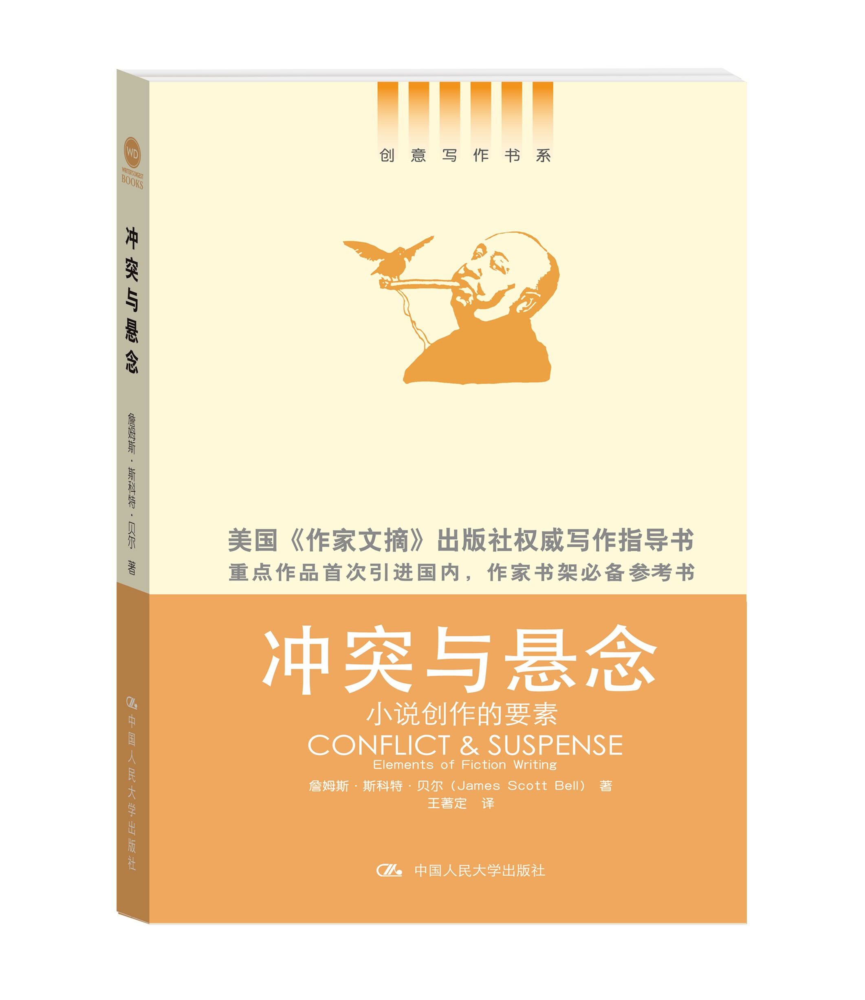 创意写作书系
美国《作家文摘》出版社权威写作指导书
重点作品首次引进国内，作家书架必备参考书
冲突与悬念
小说创作的要素
CONFLICT & SUSPENSE
Elements of Fiction Writing
詹姆斯·斯科特·贝尔（James Scott Bell） 著
王著定 译
中国人民大学出版社
WD
WRITER'S DIGEST
BOOKS
冲突与悬念
詹姆斯·斯科特·贝尔 著
中国人民大学出版社